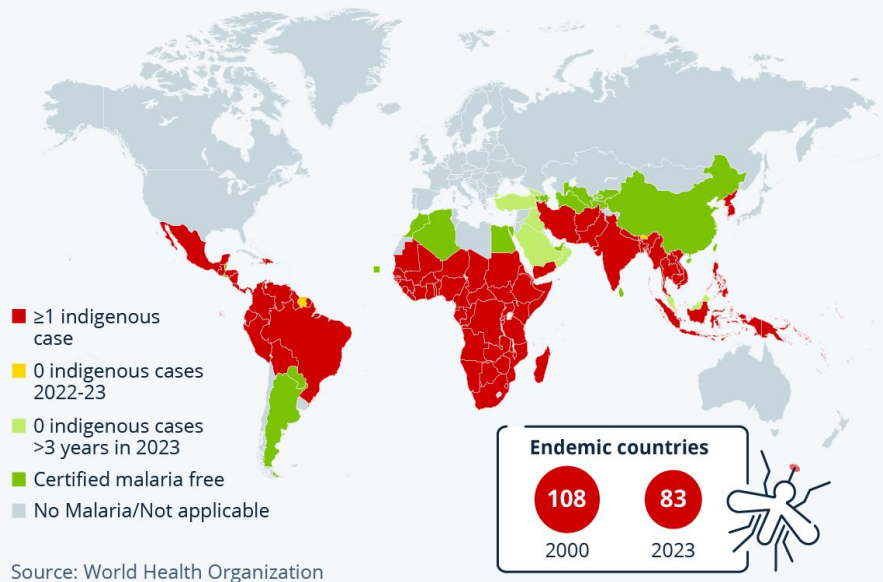 ≥1 indigenous
case
0 indigenous cases
2022-23
0 indigenous cases
>3 years in 2023
Certified malaria free
No Malaria/Not applicable
Endemic countries
108
83
2000
2023
Source: World Health Organization